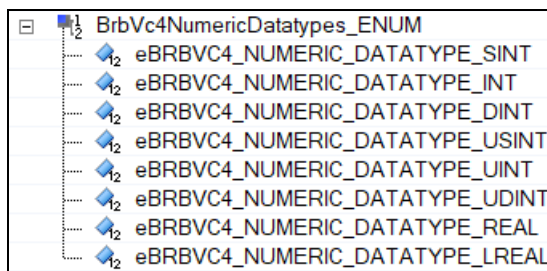 BrbVc4NumericDatatypes_ENUM
eBRBVC4_NUMERIC_DATATYPE_SINT
eBRBVC4_NUMERIC_DATATYPE_INT
eBRBVC4_NUMERIC_DATATYPE_DINT
eBRBVC4_NUMERIC_DATATYPE_USINT
eBRBVC4_NUMERIC_DATATYPE_UINT
eBRBVC4_NUMERIC_DATATYPE_UDINT
eBRBVC4_NUMERIC_DATATYPE_REAL
eBRBVC4_NUMERIC_DATATYPE_LREAL